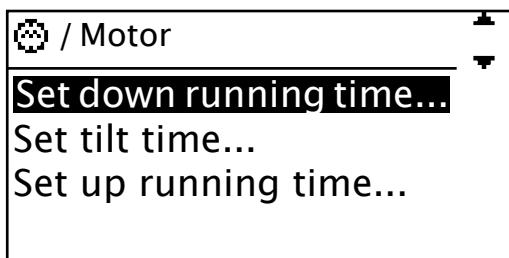 / Motor
Set down running time...
Set tilt time...
Set up running time...